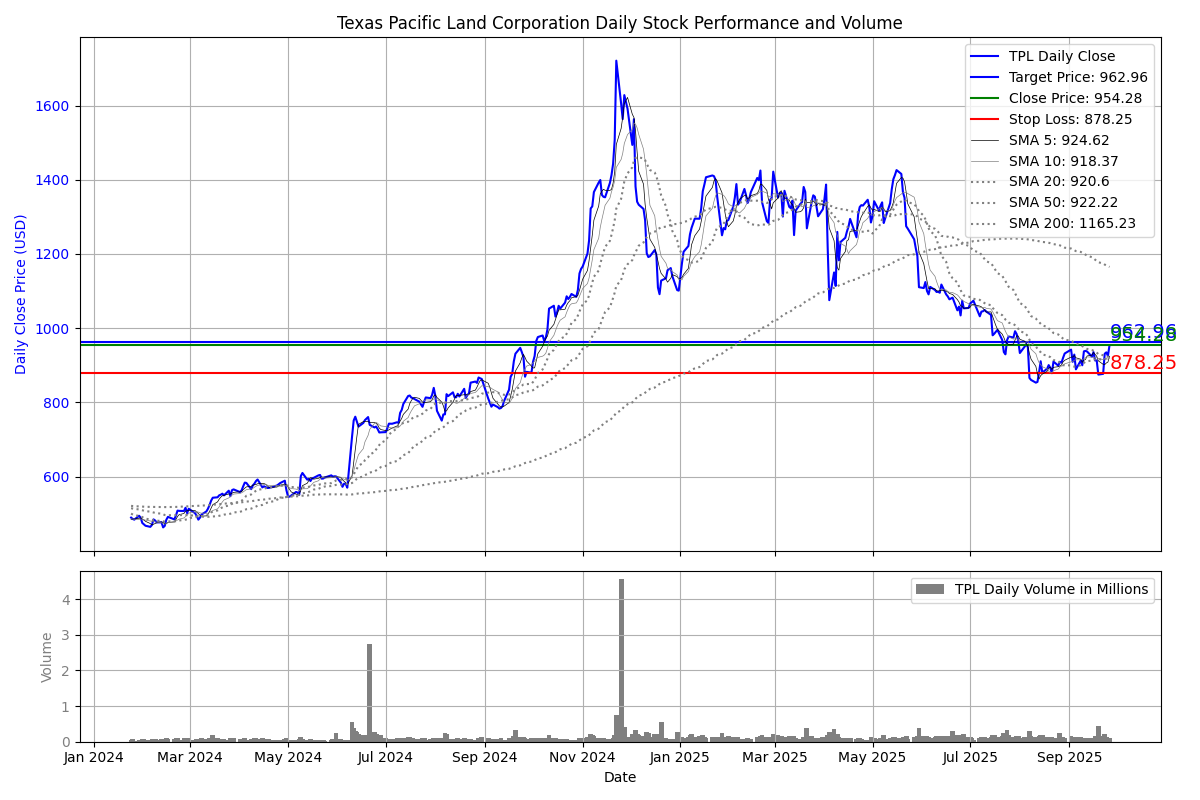 Texas Pacific Land Corporation Daily Stock Performance and Volume
Daily Close Price (USD)
1600
1400
1200
1000
800
600
TPL Daily Close
Target Price: 962.96
Close Price: 954.28
Stop Loss: 878.25
SMA 5: 924.62
SMA 10: 918.37
SMA 20: 920.6
SMA 50: 922.22
SMA 200: 1165.23
962.96
954.28
878.25
Volume
4
3
2
1
0
TPL Daily Volume in Millions
Jan 2024
Mar 2024
May 2024
Jul 2024
Sep 2024
Nov 2024
Jan 2025
Mar 2025
May 2025
Jul 2025
Sep 2025
Date